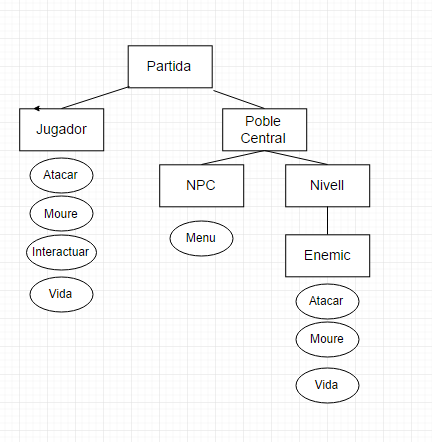 Partida
Jugador
Poble
Central
Atacar
Moure
Interactuar
Vida
NPC
Menu
Nivell
Enemic
Atacar
Moure
Vida